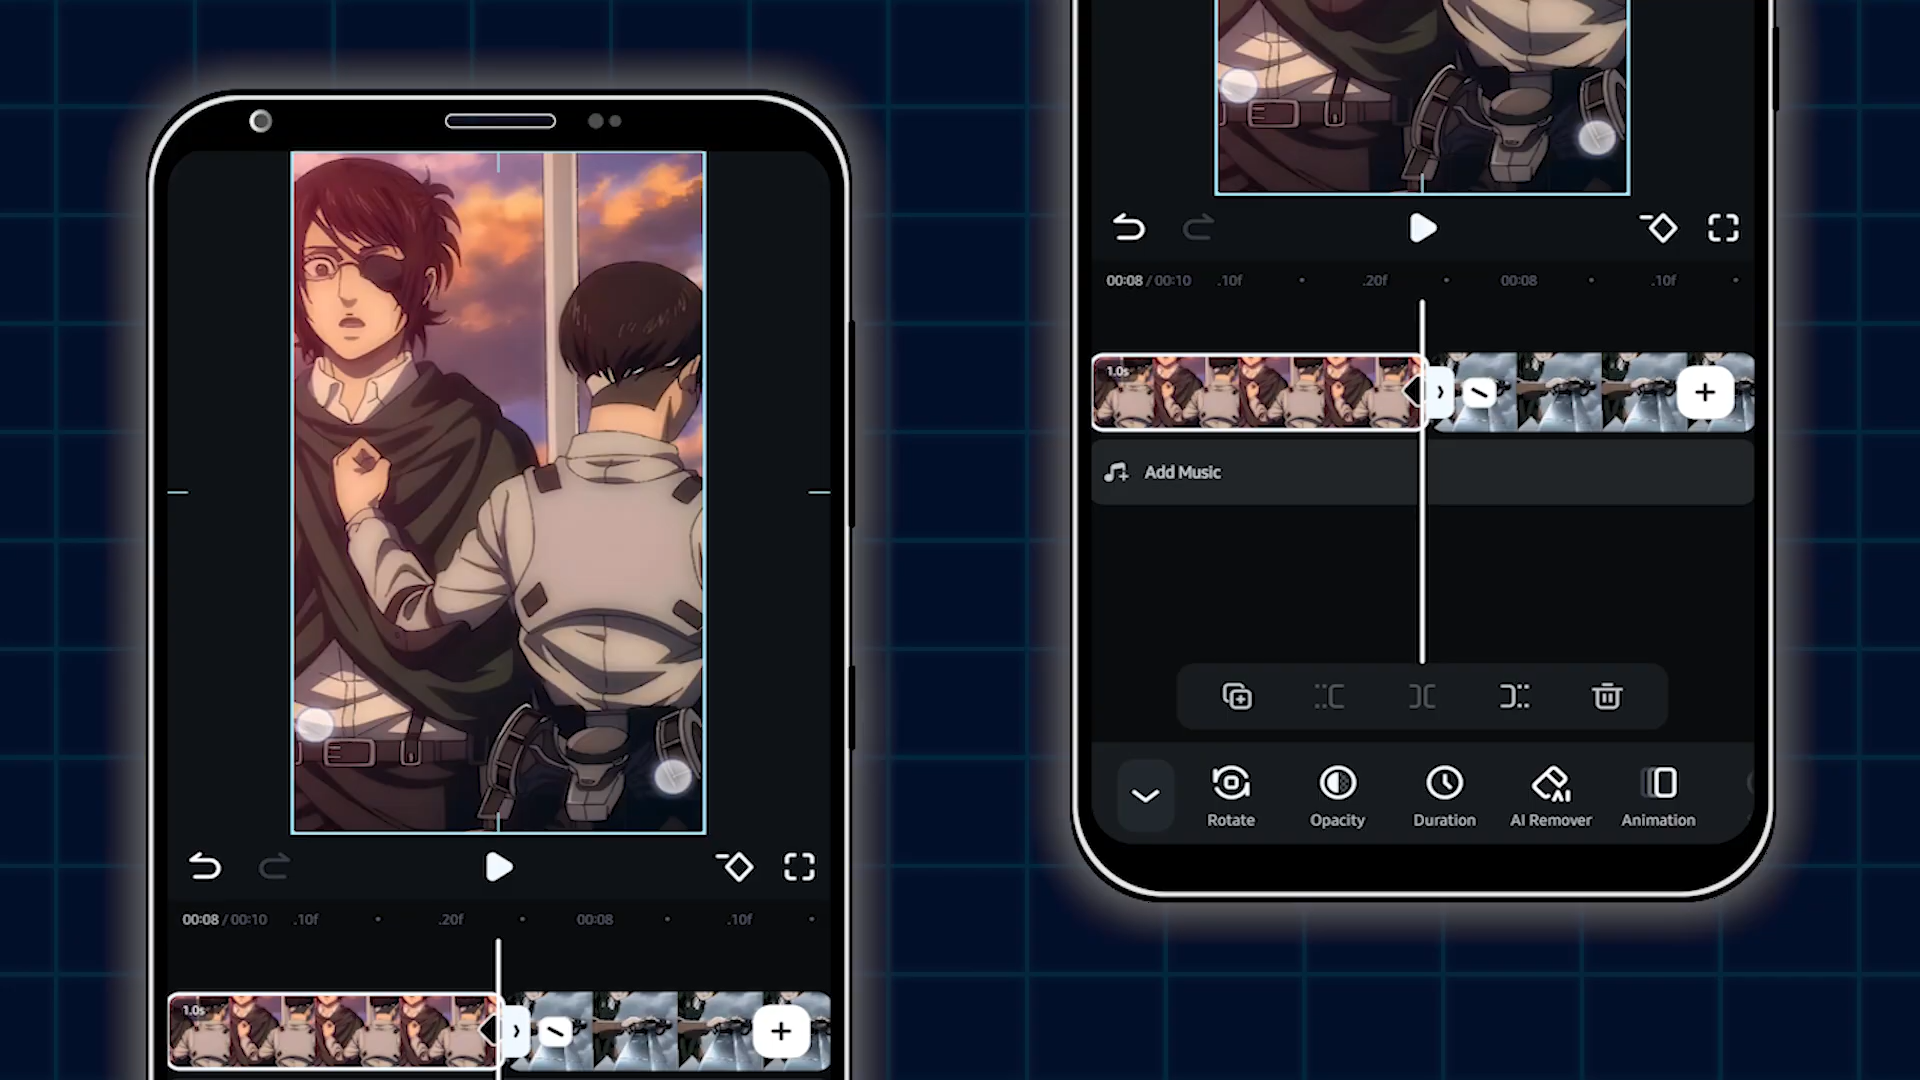 00:08 / 00:10 .10f .20f 00:08 .10f
1.0s
00:08 / 00:10 .10f .20f 00:08 .10f
1.0s
Add Music
Rotate Opacity Duration AI Remover Animation